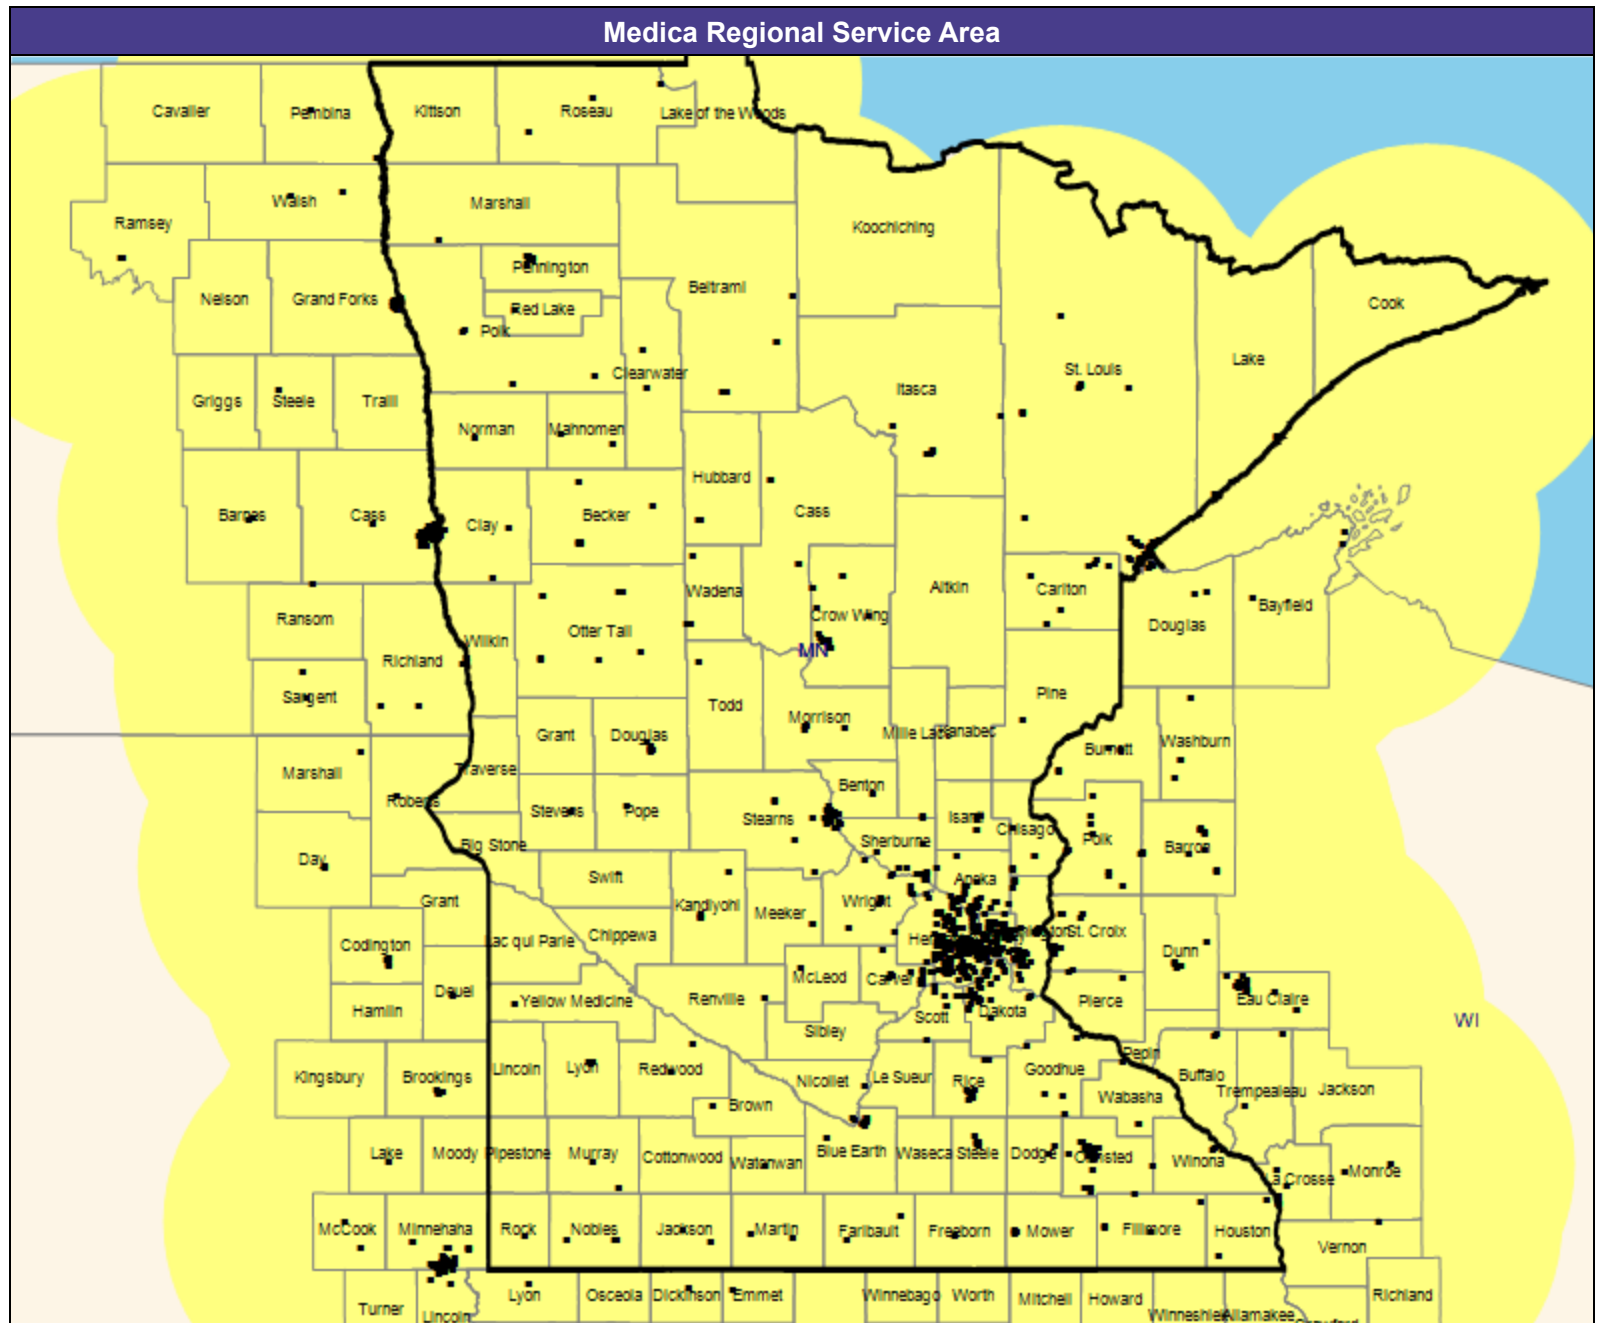 Medica Regional Service Area
Cavalier
Pembina
Kittson
Roseau
Lake of the Woods
Walsh
Marshall
Ramsey
Koochiching
Pennington
Nelson
Grand Forks
Beltrami
Cook
Red Lake
Polk
Lake
St. Louis
Clearwater
Itasca
Griggs
Steele
Traill
Norman
Mahnomen
Hubbard
Barnes
Cass
Clay
Becker
Cass
Wadena
Aitkin
Carlton
Bayfield
Ransom
Crow Wing
Douglas
Otter Tail
Wilkin
MN
Richland
Sargent
Pine
Todd
Morrison
Grant
Douglas
Mille Lacs
Kanabec
Burnett
Washburn
Marshall
Traverse
Benton
Roberts
Stevens
Pope
Stearns
Isanti
Chisago
Polk
Barron
Sherburne
Big Stone
Day
Swift
Anoka
Grant
Kandiyohi
Meeker
Wright
Codington
Lac qui Parle
Chippewa
St. Croix
Dunn
McLeod
Carver
Deuel
Yellow Medicine
Renville
Pierce
Eau Claire
Hamlin
Scott
Dakota
WI
Sibley
Pepin
Kingsbury
Brookings
Lincoln
Lyon
Redwood
Nicollet
Le Sueur
Rice
Goodhue
Buffalo
Trempealeau
Jackson
Wabasha
Brown
Lake
Moody
Pipestone
Murray
Cottonwood
Watonwan
Blue Earth
Waseca
Steele
Dodge
Olmsted
Winona
La Crosse
Monroe
McCook
Minnehaha
Rock
Nobles
Jackson
Martin
Faribault
Freeborn
Mower
Fillmore
Houston
Vernon
Turner
Lincoln
Lyon
Osceola
Dickinson
Emmet
Winnebago
Worth
Mitchell
Howard
Winneshiek
Allamakee
Crawford
Richland